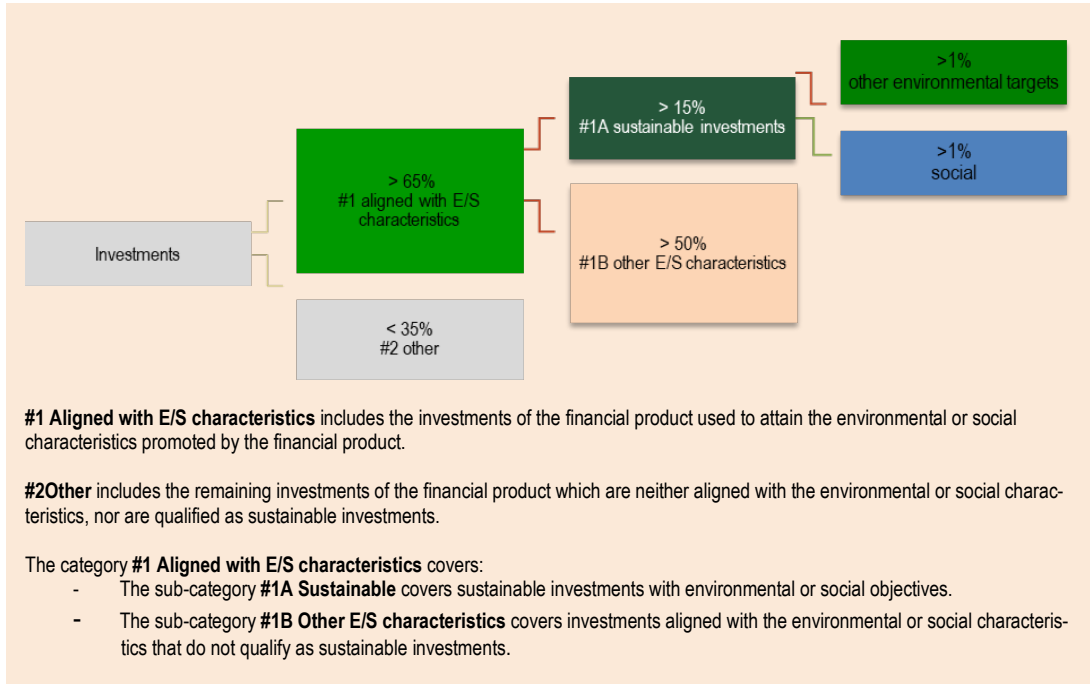 Investments
> 65%
#1 aligned with E/S
characteristics
< 35%
#2 other
> 15%
#1A sustainable investments
> 50%
#1B other E/S characteristics
>1%
other environmental targets
>1%
social
#1 Aligned with E/S characteristics includes the investments of the financial product used to attain the environmental or social
characteristics promoted by the financial product.
#2Other includes the remaining investments of the financial product which are neither aligned with the environmental or social charac-
teristics, nor are qualified as sustainable investments.
The category #1 Aligned with E/S characteristics covers:
- The sub-category #1A Sustainable covers sustainable investments with environmental or social objectives.
- The sub-category #1B Other E/S characteristics covers investments aligned with the environmental or social characteris-
tics that do not qualify as sustainable investments.